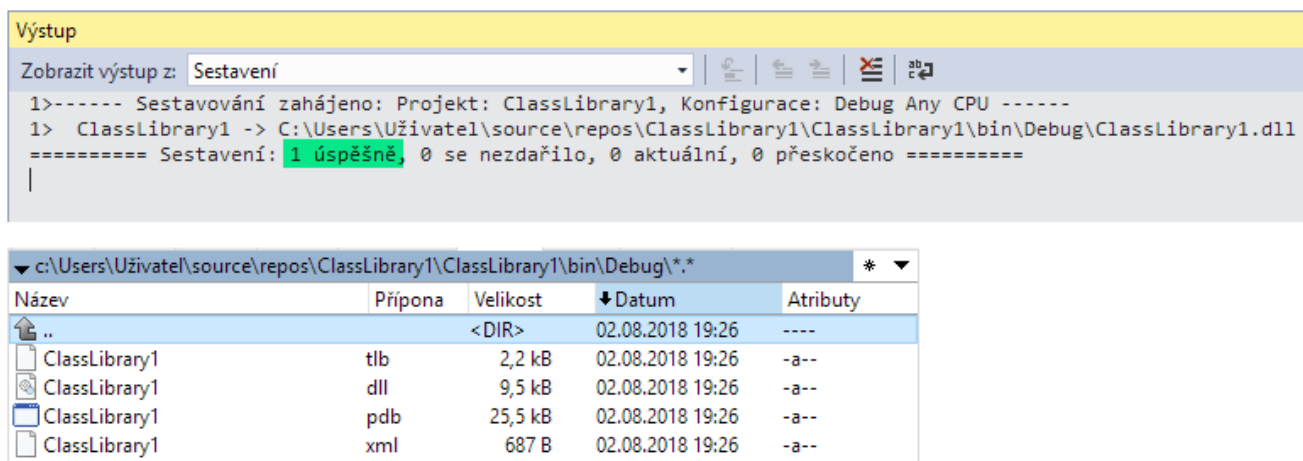 Výstup
Zobrazit výstup z: Sestavení
1>------ Sestavování zahájeno: Projekt: ClassLibrary1, Konfigurace: Debug Any CPU ------
1>  ClassLibrary1 -> C:\Users\Uživatel\source\repos\ClassLibrary1\ClassLibrary1\bin\Debug\ClassLibrary1.dll
========== Sestavení: 1 úspěšně, 0 se nezdařilo, 0 aktuální, 0 přeskočeno ==========
c:\Users\Uživatel\source\repos\ClassLibrary1\ClassLibrary1\bin\Debug\*.* *
Název Přípona Velikost Datum Atributy
.. <DIR> 02.08.2018 19:26 ----
ClassLibrary1 tlb 2,2 kB 02.08.2018 19:26 -a--
ClassLibrary1 dll 9,5 kB 02.08.2018 19:26 -a--
ClassLibrary1 pdb 25,5 kB 02.08.2018 19:26 -a--
ClassLibrary1 xml 687 B 02.08.2018 19:26 -a--